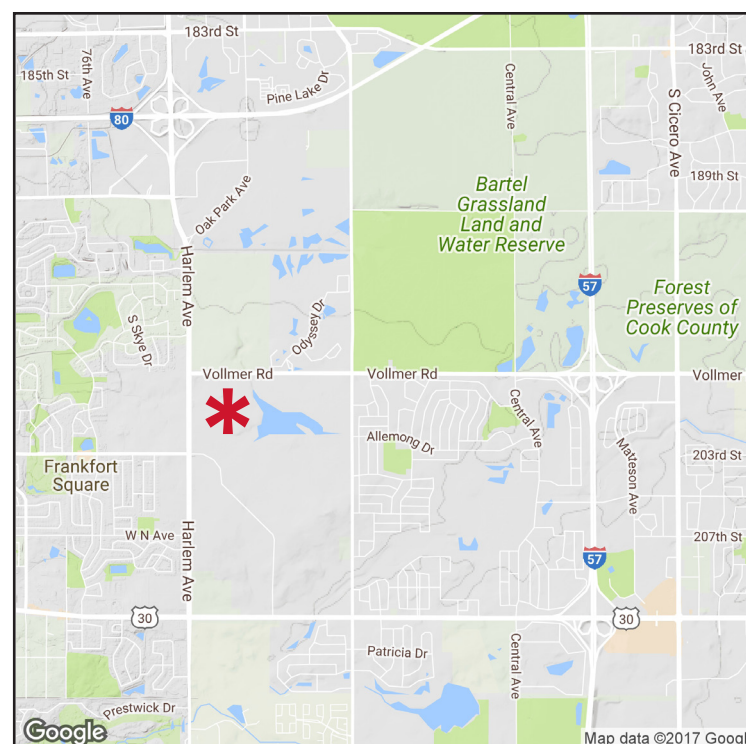 183rd St
183rd St
76th Ave
185th St
Pine Lake Dr
Central Ave
John Ave
S Cicero Ave
80
189th St
Bartel
Grassland
Land and
Water Reserve
Oak Park Ave
Harlem Ave
57
Forest
Preserves of
Cook County
S Skye Dr
Odyssey Dr
Vollmer Rd
Vollmer Rd
Vollmer
Central Ave
Allemong Dr
Matteson Ave
203rd St
Frankfort
Square
W N Ave
207th St
Harlem Ave
57
30
30
Patricia Dr
Central Ave
Prestwick Dr
Google
Map data ©2017 Googl